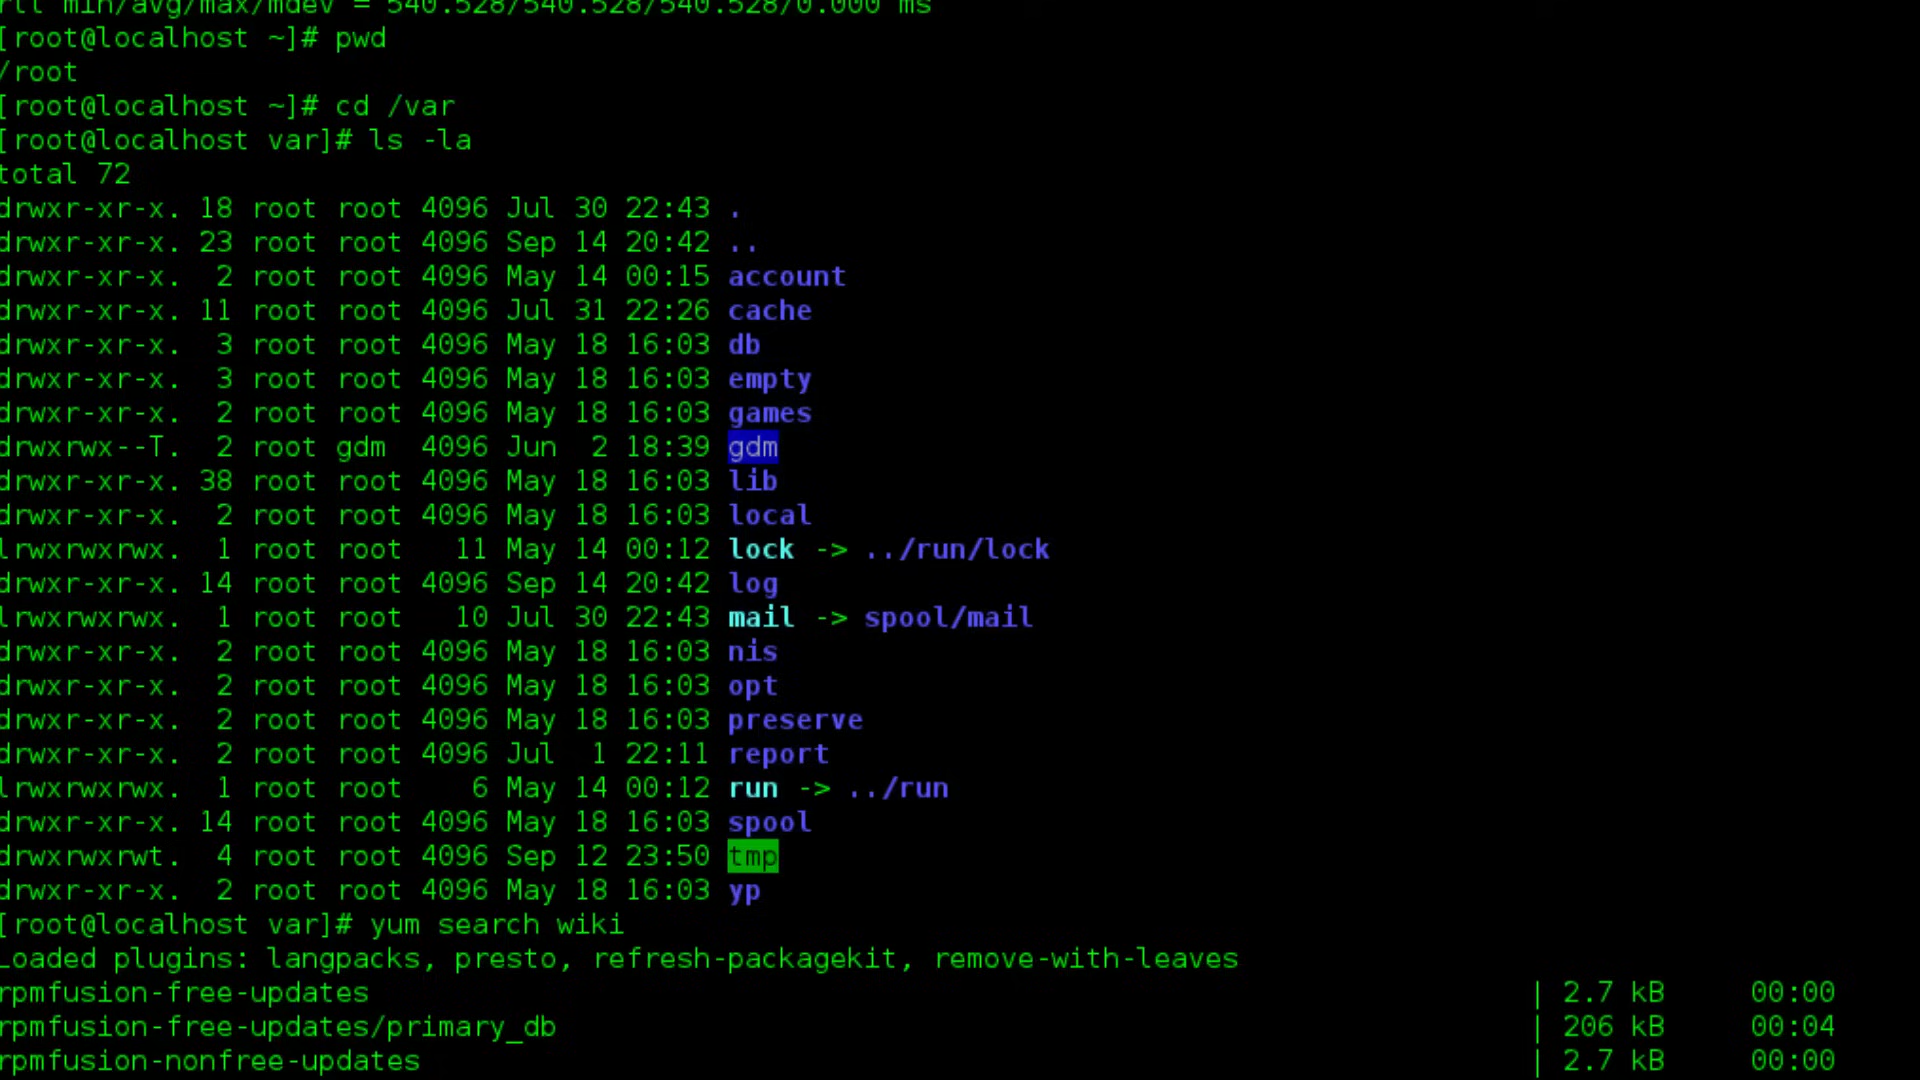 rtt min/avg/max/mdev = 540.528/540.528/540.528/0.000 ms
[root@localhost ~]# pwd
/root
[root@localhost ~]# cd /var
[root@localhost var]# ls -la
total 72
drwxr-xr-x. 18 root root 4096 Jul 30 22:43 .
drwxr-xr-x. 23 root root 4096 Sep 14 20:42 ..
drwxr-xr-x.  2 root root 4096 May 14 00:15 account
drwxr-xr-x. 11 root root 4096 Jul 31 22:26 cache
drwxr-xr-x.  3 root root 4096 May 18 16:03 db
drwxr-xr-x.  3 root root 4096 May 18 16:03 empty
drwxr-xr-x.  2 root root 4096 May 18 16:03 games
drwxrwx--T.  2 root gdm  4096 Jun  2 18:39 gdm
drwxr-xr-x. 38 root root 4096 May 18 16:03 lib
drwxr-xr-x.  2 root root 4096 May 18 16:03 local
lrwxrwxrwx.  1 root root   11 May 14 00:12 lock -> ../run/lock
drwxr-xr-x. 14 root root 4096 Sep 14 20:42 log
lrwxrwxrwx.  1 root root   10 Jul 30 22:43 mail -> spool/mail
drwxr-xr-x.  2 root root 4096 May 18 16:03 nis
drwxr-xr-x.  2 root root 4096 May 18 16:03 opt
drwxr-xr-x.  2 root root 4096 May 18 16:03 preserve
drwxr-xr-x.  2 root root 4096 Jul  1 22:11 report
lrwxrwxrwx.  1 root root    6 May 14 00:12 run -> ../run
drwxr-xr-x. 14 root root 4096 May 18 16:03 spool
drwxrwxrwt.  4 root root 4096 Sep 12 23:50 tmp
drwxr-xr-x.  2 root root 4096 May 18 16:03 yp
[root@localhost var]# yum search wiki
Loaded plugins: langpacks, presto, refresh-packagekit, remove-with-leaves
rpmfusion-free-updates | 2.7 kB 00:00
rpmfusion-free-updates/primary_db | 206 kB 00:04
rpmfusion-nonfree-updates | 2.7 kB 00:00